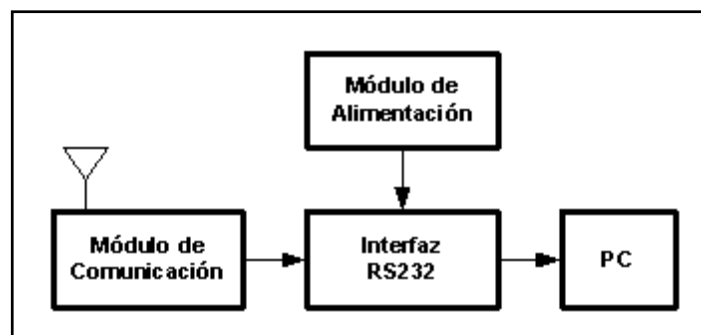 Módulo de
Alimentación
Módulo de
Comunicación
Interfaz
RS232
PC